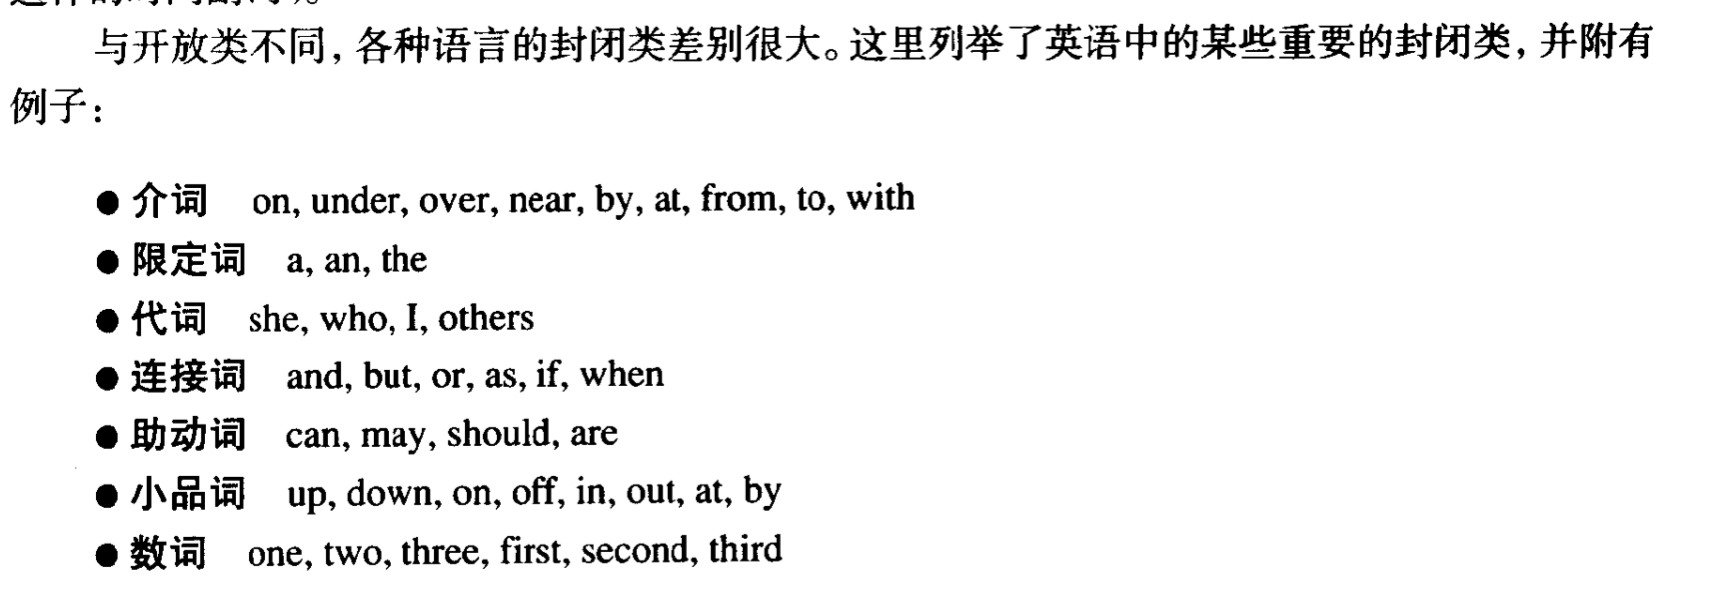 与开放类不同，各种语言的封闭类差别很大。这里列举了英语中的某些重要的封闭类，并附有
例子：
● 介词 on, under, over, near, by, at, from, to, with
● 限定词 a, an, the
● 代词 she, who, I, others
● 连接词 and, but, or, as, if, when
● 助动词 can, may, should, are
● 小品词 up, down, on, off, in, out, at, by
● 数词 one, two, three, first, second, third